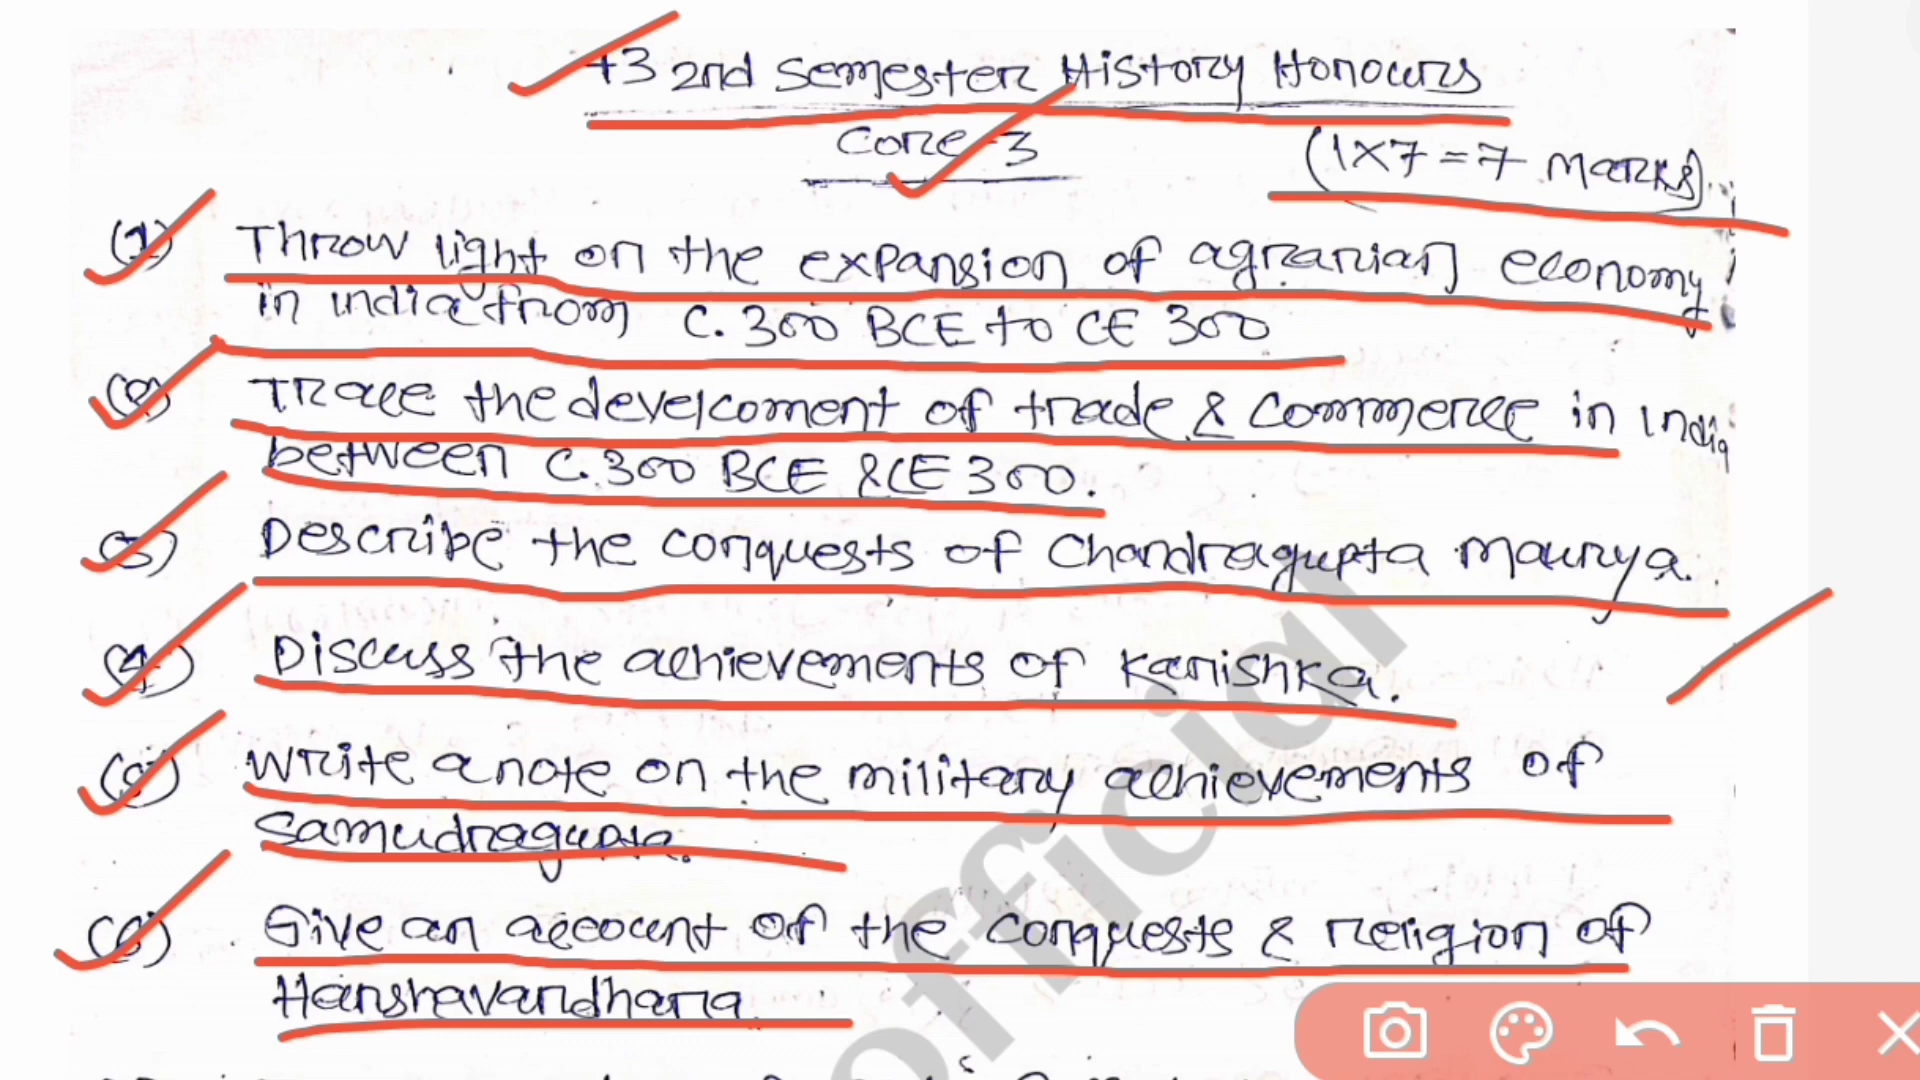 +3 2nd Semester History Honours
Core-3
(1X7=7 Marks)
(1) Throw light on the expansion of agrarian economy
in india from C. 300 BCE to CE 300
(2) Trace the develcoment of trade & Commerce in India
between C. 300 BCE & CE 300.
(3) Describe the conquests of Chandragupta Maurya.
(4) Discuss the achievements of Kanishka.
(5) Write a note on the military achievements of
Samudragupta.
(6) Give an account of the conquests & religion of
Harshavardhana.
official